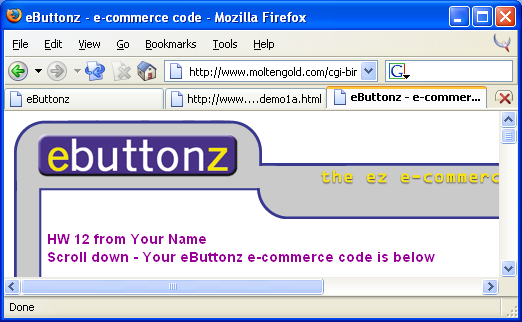 eButtonz - e-commerce code - Mozilla Firefox
File Edit View Go Bookmarks Tools Help
http://www.moltengold.com/cgi-bin
eButtonz http://www....demo1a.html eButtonz - e-commer...
ebuttonz
the ez e-commerc
HW 12 from Your Name
Scroll down - Your eButtonz e-commerce code is below
Done